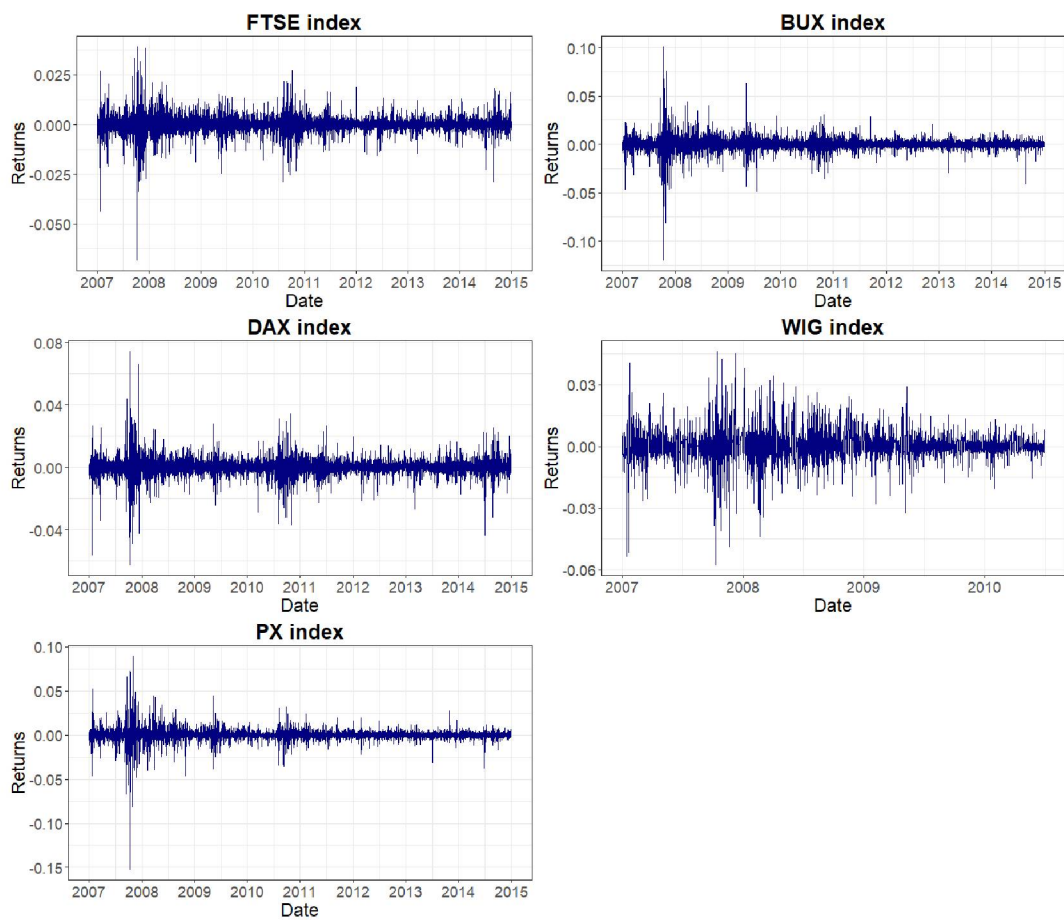 FTSE index
Returns
0.025
0.000
-0.025
-0.050
2007 2008 2009 2010 2011 2012 2013 2014 2015
Date
BUX index
Returns
0.10
0.05
0.00
-0.05
-0.10
2007 2008 2009 2010 2011 2012 2013 2014 2015
Date
DAX index
Returns
0.08
0.04
0.00
-0.04
2007 2008 2009 2010 2011 2012 2013 2014 2015
Date
WIG index
Returns
0.03
0.00
-0.03
-0.06
2007 2008 2009 2010
Date
PX index
Returns
0.10
0.05
0.00
-0.05
-0.10
-0.15
2007 2008 2009 2010 2011 2012 2013 2014 2015
Date